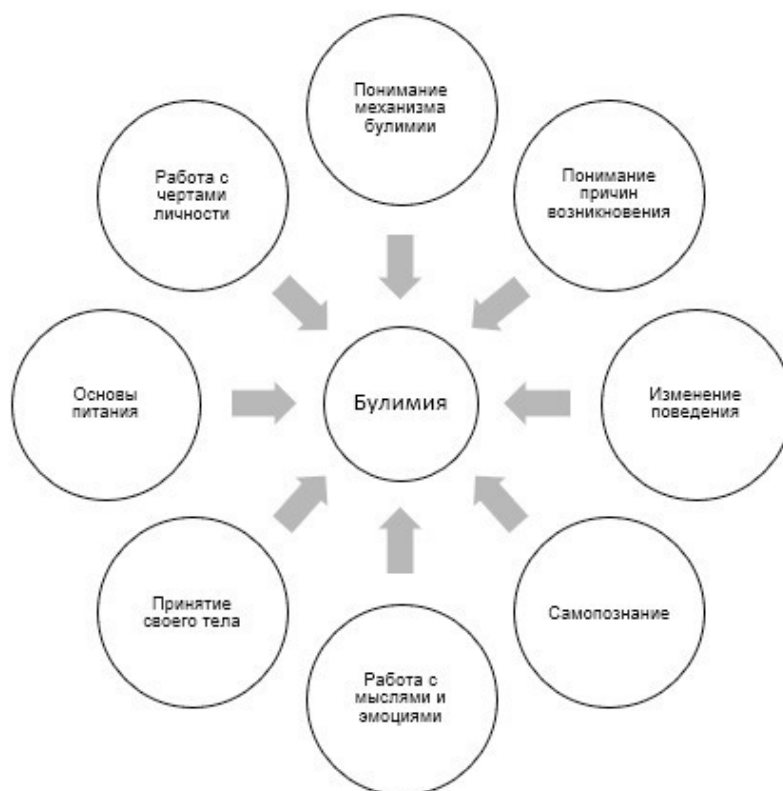 Понимание
механизма
булимии
Понимание
причин
возникновения
Изменение
поведения
Самопознание
Работа с
мыслями и
эмоциями
Принятие
своего тела
Основы
питания
Работа с
чертами
личности
Булимия